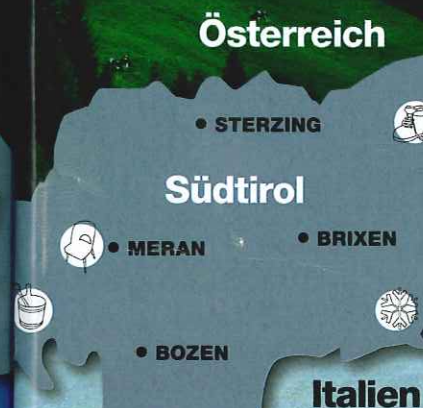 Österreich
• STERZING
Südtirol
• MERAN
• BRIXEN
• BOZEN
Italien